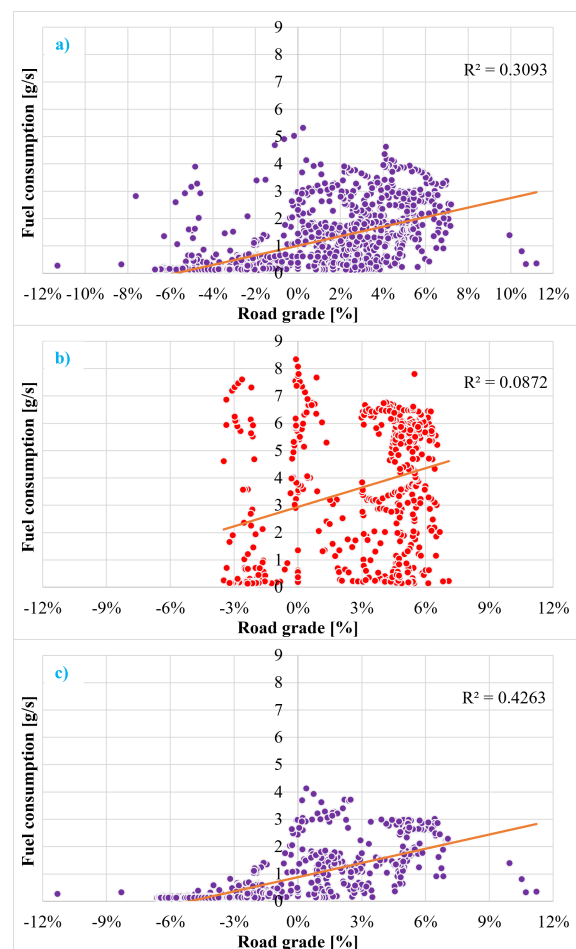 a)
Fuel consumption [g/s]
9
8
7
6
5
4
3
2
1
0
R² = 0.3093
-12% -10% -8% -6% -4% -2% 0% 2% 4% 6% 8% 10% 12%
Road grade [%]
b)
Fuel consumption [g/s]
9
8
7
6
5
4
3
2
1
0
R² = 0.0872
-12% -9% -6% -3% 0% 3% 6% 9% 12%
Road grade [%]
c)
Fuel consumption [g/s]
9
8
7
6
5
4
3
2
1
0
R² = 0.4263
-12% -9% -6% -3% 0% 3% 6% 9% 12%
Road grade [%]